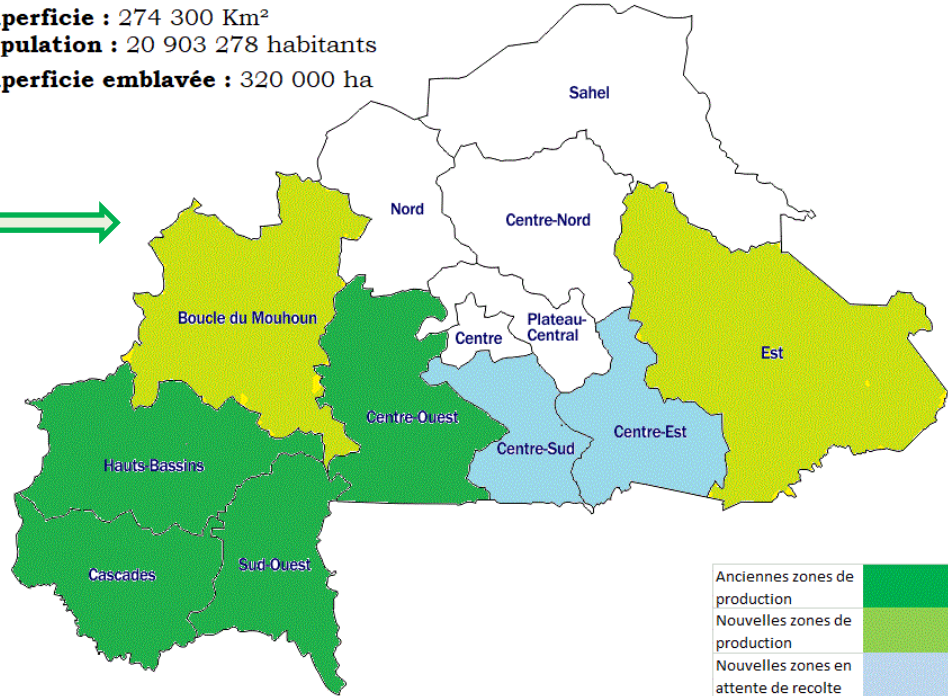 perficie : 274 300 Km²
pulation : 20 903 278 habitants
perficie emblavée : 320 000 ha
Sahel
Nord
Centre-Nord
Boucle du Mouhoun
Centre
Plateau-
Central
Est
Centre-Ouest
Centre-Sud
Centre-Est
Hauts-Bassins
Cascades
Sud-Ouest
Anciennes zones de
production
Nouvelles zones de
production
Nouvelles zones en
attente de recolte